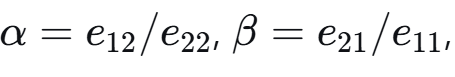 α = e₁₂/e₂₂, β = e₂₁/e₁₁,